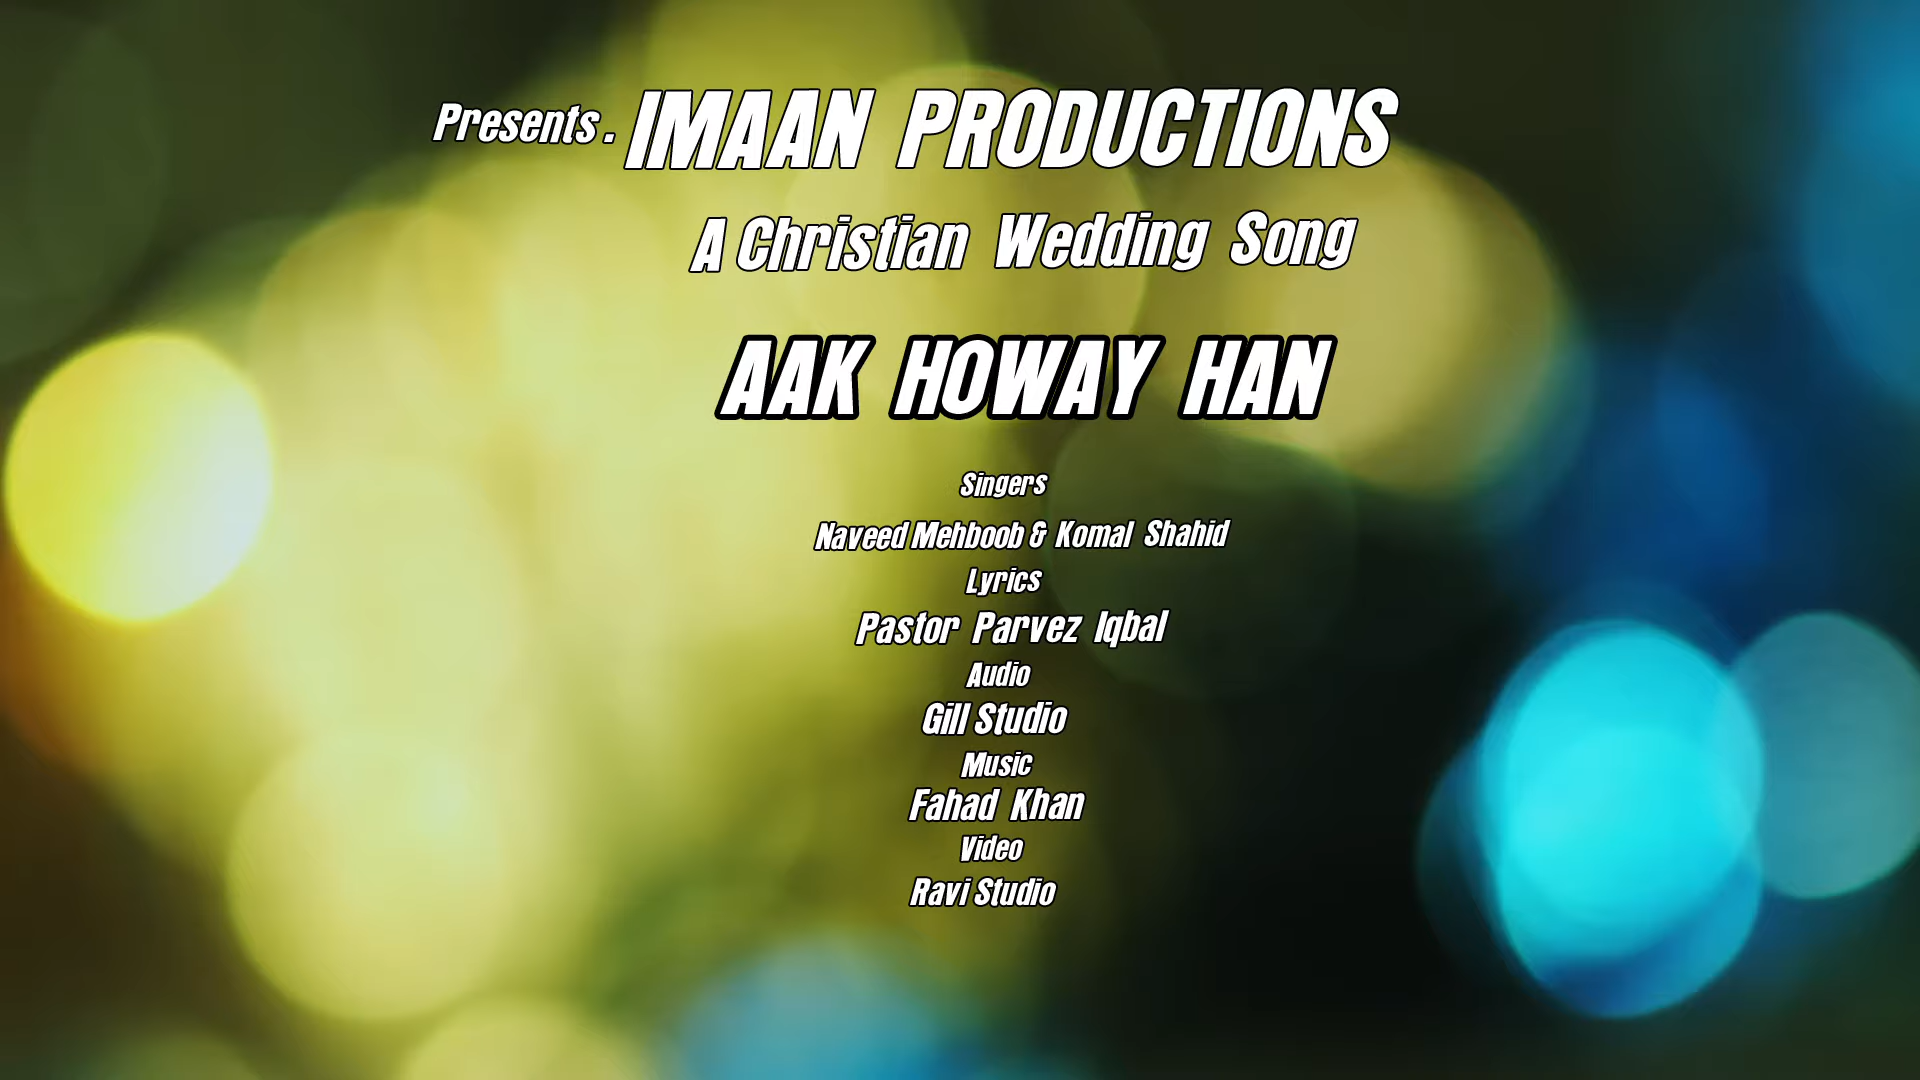 Presents . IMAAN PRODUCTIONS
A Christian Wedding Song
AAK HOWAY HAN
Singers
Naveed Mehboob & Komal Shahid
Lyrics
Pastor Parvez Iqbal
Audio
Gill Studio
Music
Fahad Khan
Video
Ravi Studio